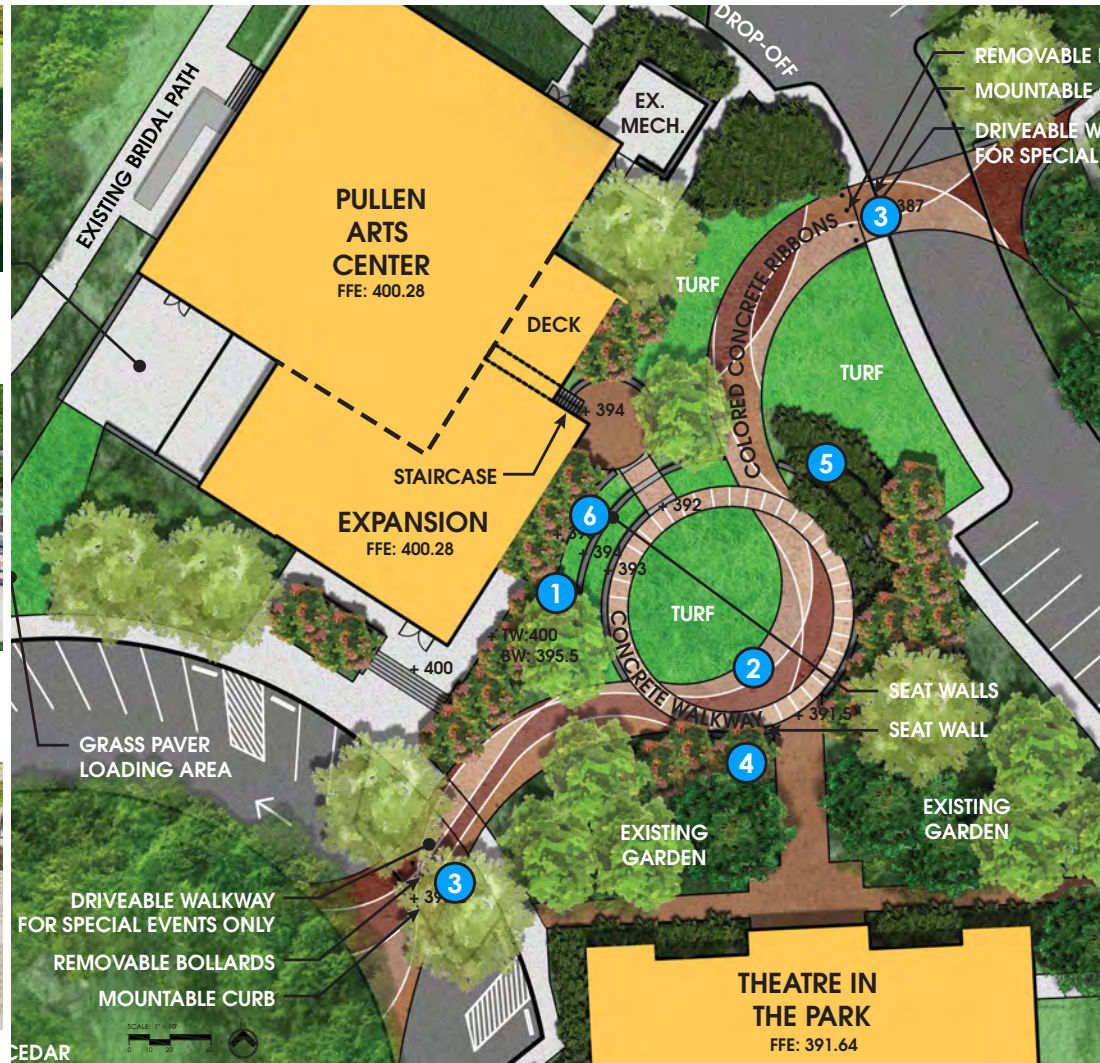 DROP-OFF
REMOVABLE
MOUNTABLE
DRIVEABLE
FOR SPECIAL
EXISTING BRIDAL PATH
EX.
MECH.
PULLEN
ARTS
CENTER
FFE: 400.28
3
387
COLORED CONCRETE RIBBONS
TURF
DECK
TURF
+ 394
STAIRCASE
5
EXPANSION
FFE: 400.28
6
+ 392
+ 394
+ 393
1
TURF
+ TW:400
BW: 395.5
+ 400
2
CONCRETE WALKWAY
+ 391.5
SEAT WALLS
SEAT WALL
GRASS PAVER
LOADING AREA
4
EXISTING
GARDEN
EXISTING
GARDEN
3
DRIVEABLE WALKWAY
FOR SPECIAL EVENTS ONLY
REMOVABLE BOLLARDS
MOUNTABLE CURB
THEATRE IN
THE PARK
FFE: 391.64
SCALE: 1" = 10'
0 10 20
N
CEDAR